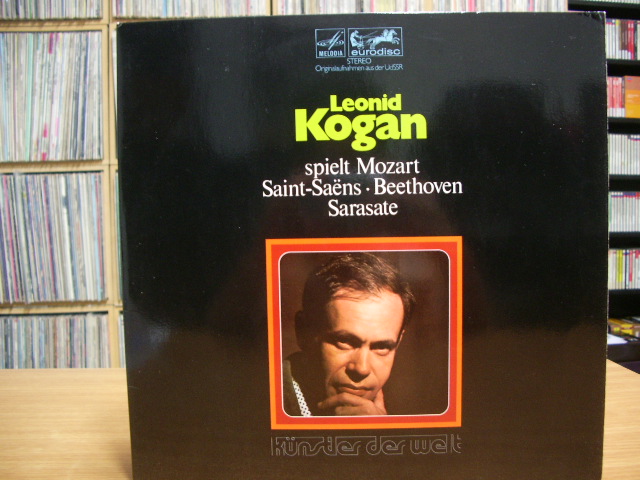 MELODIA eurodisc
STEREO
Originalaufnahmen aus der UdSSR
Leonid
Kogan
spielt Mozart
Saint-Saëns · Beethoven
Sarasate
künstler der welt